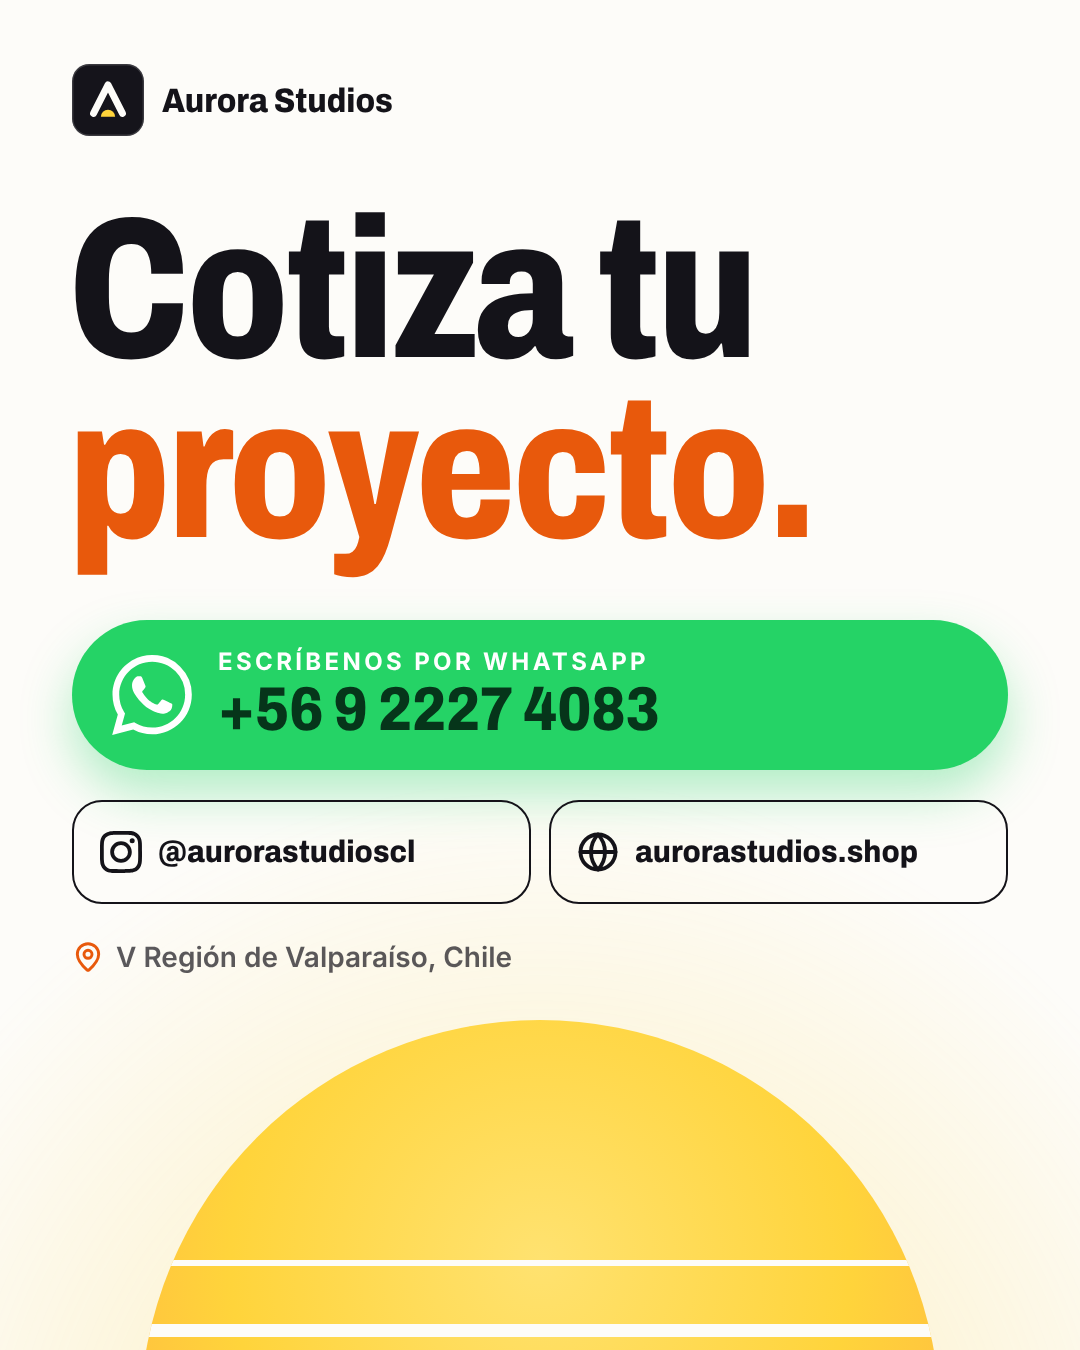 Aurora Studios
Cotiza tu
proyecto.
ESCRÍBENOS POR WHATSAPP
+56 9 2227 4083
@aurorastudioscl
aurorastudios.shop
V Región de Valparaíso, Chile